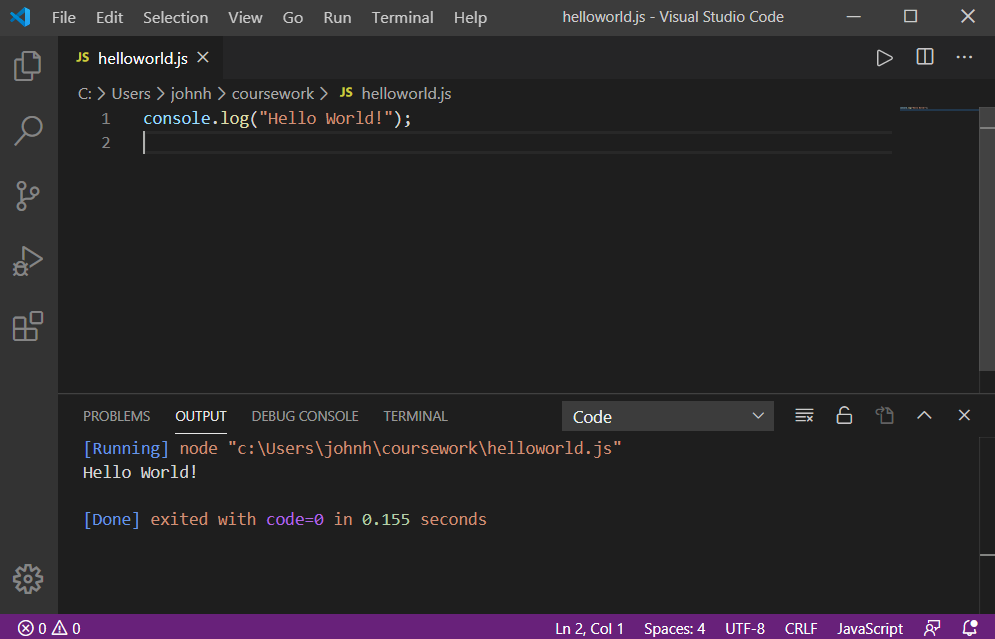 File Edit Selection View Go Run Terminal Help helloworld.js - Visual Studio Code
JS helloworld.js
C: > Users > johnh > coursework > JS helloworld.js
1 console.log("Hello World!");
2
PROBLEMS OUTPUT DEBUG CONSOLE TERMINAL Code
[Running] node "c:\Users\johnh\coursework\helloworld.js"
Hello World!
[Done] exited with code=0 in 0.155 seconds
0 0 Ln 2, Col 1 Spaces: 4 UTF-8 CRLF JavaScript